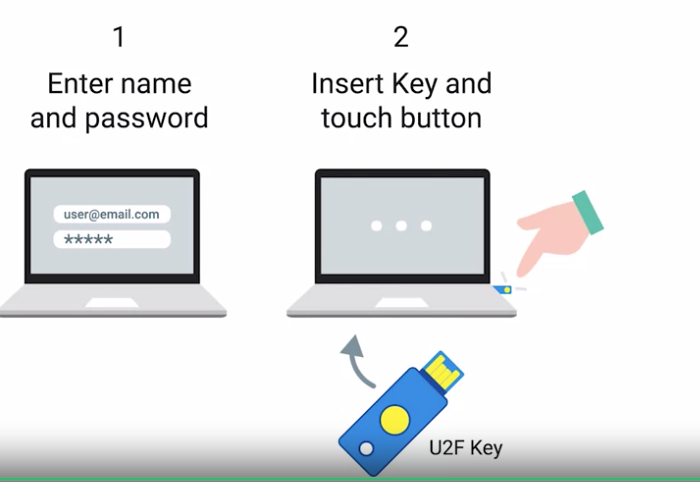 1
Enter name
and password
user@email.com
*****
2
Insert Key and
touch button
U2F Key